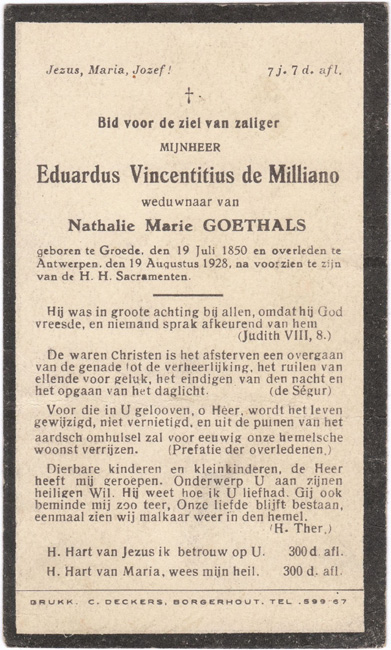 Jezus, Maria, Jozef! 7 j. 7 d. afl.
†
Bid voor de ziel van zaliger
MIJNHEER
Eduardus Vincentitius de Milliano
weduwnaar van
Nathalie Marie GOETHALS
geboren te Groede, den 19 Juli 1850 en overleden te
Antwerpen, den 19 Augustus 1928, na voorzien te zijn
van de H. H. Sacramenten.
Hij was in groote achting bij allen, omdat hij God
vreesde, en niemand sprak afkeurend van hem
(Judith VIII, 8.)
De waren Christen is het afsterven een overgaan
van de genade tot de verheerlijking, het ruilen van
ellende voor geluk, het eindigen van den nacht en
het opgaan van het daglicht. (de Ségur)
Voor die in U gelooven, o Heer, wordt het leven
gewijzigd, niet vernietigd, en uit de puinen van het
aardsch omhulsel zal voor eeuwig onze hemelsche
woonst verrijzen. (Prefatie der overledenen.)
Dierbare kinderen en kleinkinderen, de Heer
heeft mij geroepen. Onderwerp U aan zijnen
heiligen Wil. Hij weet hoe ik U liefhad. Gij ook
beminde mij zoo teer, Onze liefde blijft bestaan,
eenmaal zien wij malkaar weer in den hemel.
(H. Ther.)
H. Hart van Jezus ik betrouw op U. 300 d. afl.
H. Hart van Maria, wees mijn heil. 300 d. afl.
DRUKK. C. DECKERS, BORGERHOUT, TEL. 599-67